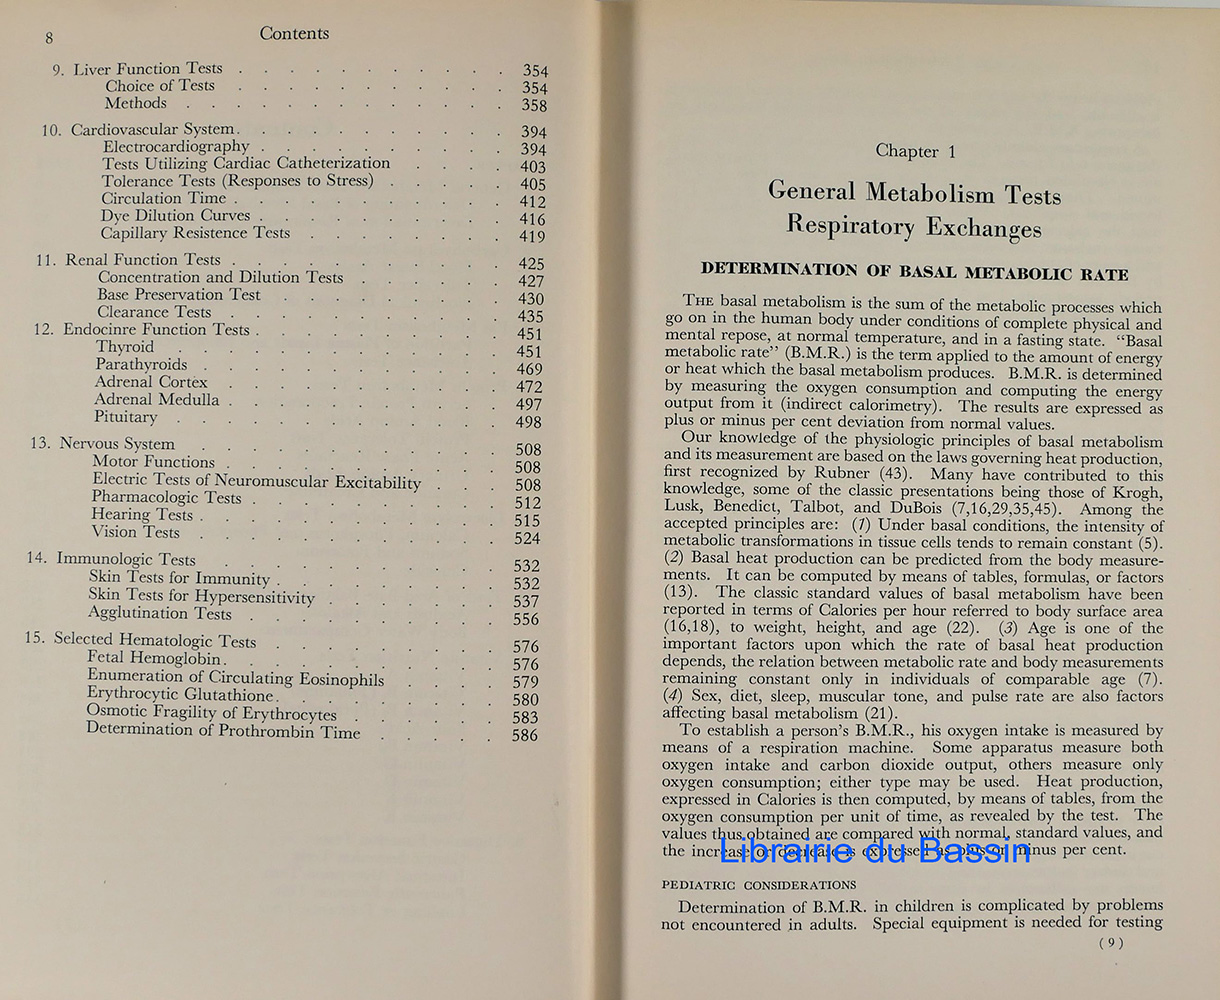 8 Contents
9. Liver Function Tests . . . . . . . . . . . 354
Choice of Tests . . . . . . . . . . . 354
Methods . . . . . . . . . . . . . 358
10. Cardiovascular System. . . . . . . . . . . 394
Electrocardiography . . . . . . . . . . 394
Tests Utilizing Cardiac Catheterization . . . . 403
Tolerance Tests (Responses to Stress) . . . . . 405
Circulation Time . . . . . . . . . . . 412
Dye Dilution Curves . . . . . . . . . . 416
Capillary Resistence Tests . . . . . . . . 419
11. Renal Function Tests . . . . . . . . . . . 425
Concentration and Dilution Tests . . . . . . 427
Base Preservation Test . . . . . . . . . 430
Clearance Tests . . . . . . . . . . . 435
12. Endocinre Function Tests . . . . . . . . . . 451
Thyroid . . . . . . . . . . . . . 451
Parathyroids . . . . . . . . . . . . 469
Adrenal Cortex . . . . . . . . . . . 472
Adrenal Medulla . . . . . . . . . . . 497
Pituitary . . . . . . . . . . . . . 498
13. Nervous System . . . . . . . . . . . . 508
Motor Functions . . . . . . . . . . . 508
Electric Tests of Neuromuscular Excitability . . . 508
Pharmacologic Tests . . . . . . . . . . 512
Hearing Tests . . . . . . . . . . . . 515
Vision Tests . . . . . . . . . . . . 524
14. Immunologic Tests . . . . . . . . . . . 532
Skin Tests for Immunity . . . . . . . . . 532
Skin Tests for Hypersensitivity . . . . . . . 537
Agglutination Tests . . . . . . . . . . 556
15. Selected Hematologic Tests . . . . . . . . . 576
Fetal Hemoglobin. . . . . . . . . . . 576
Enumeration of Circulating Eosinophils . . . . 579
Erythrocytic Glutathione. . . . . . . . . 580
Osmotic Fragility of Erythrocytes . . . . . . 583
Determination of Prothrombin Time . . . . . 586
Chapter 1
General Metabolism Tests
Respiratory Exchanges
DETERMINATION OF BASAL METABOLIC RATE
THE basal metabolism is the sum of the metabolic processes which
go on in the human body under conditions of complete physical and
mental repose, at normal temperature, and in a fasting state. “Basal
metabolic rate” (B.M.R.) is the term applied to the amount of energy
or heat which the basal metabolism produces. B.M.R. is determined
by measuring the oxygen consumption and computing the energy
output from it (indirect calorimetry). The results are expressed as
plus or minus per cent deviation from normal values.
Our knowledge of the physiologic principles of basal metabolism
and its measurement are based on the laws governing heat production,
first recognized by Rubner (43). Many have contributed to this
knowledge, some of the classic presentations being those of Krogh,
Lusk, Benedict, Talbot, and DuBois (7,16,29,35,45). Among the
accepted principles are: (1) Under basal conditions, the intensity of
metabolic transformations in tissue cells tends to remain constant (5).
(2) Basal heat production can be predicted from the body measure-
ments. It can be computed by means of tables, formulas, or factors
(13). The classic standard values of basal metabolism have been
reported in terms of Calories per hour referred to body surface area
(16,18), to weight, height, and age (22). (3) Age is one of the
important factors upon which the rate of basal heat production
depends, the relation between metabolic rate and body measurements
remaining constant only in individuals of comparable age (7).
(4) Sex, diet, sleep, muscular tone, and pulse rate are also factors
affecting basal metabolism (21).
To establish a person’s B.M.R., his oxygen intake is measured by
means of a respiration machine. Some apparatus measure both
oxygen intake and carbon dioxide output, others measure only
oxygen consumption; either type may be used. Heat production,
expressed in Calories is then computed, by means of tables, from the
oxygen consumption per unit of time, as revealed by the test. The
values thus obtained are compared with normal, standard values, and
the increase or decrease is expressed as plus or minus per cent.
Librairie du Bassin
PEDIATRIC CONSIDERATIONS
Determination of B.M.R. in children is complicated by problems
not encountered in adults. Special equipment is needed for testing
(9)